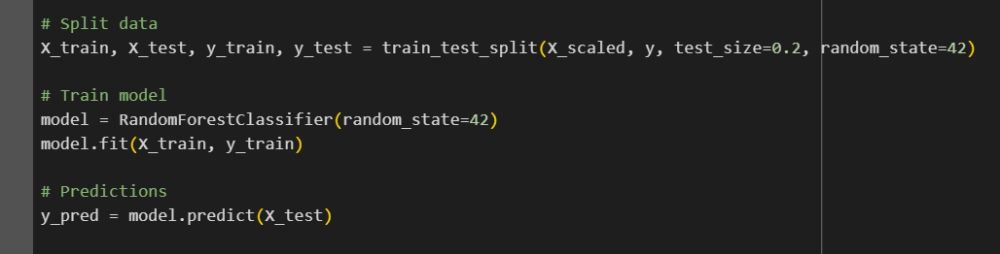 # Split data
X_train, X_test, y_train, y_test = train_test_split(X_scaled, y, test_size=0.2, random_state=42)
# Train model
model = RandomForestClassifier(random_state=42)
model.fit(X_train, y_train)
# Predictions
y_pred = model.predict(X_test)